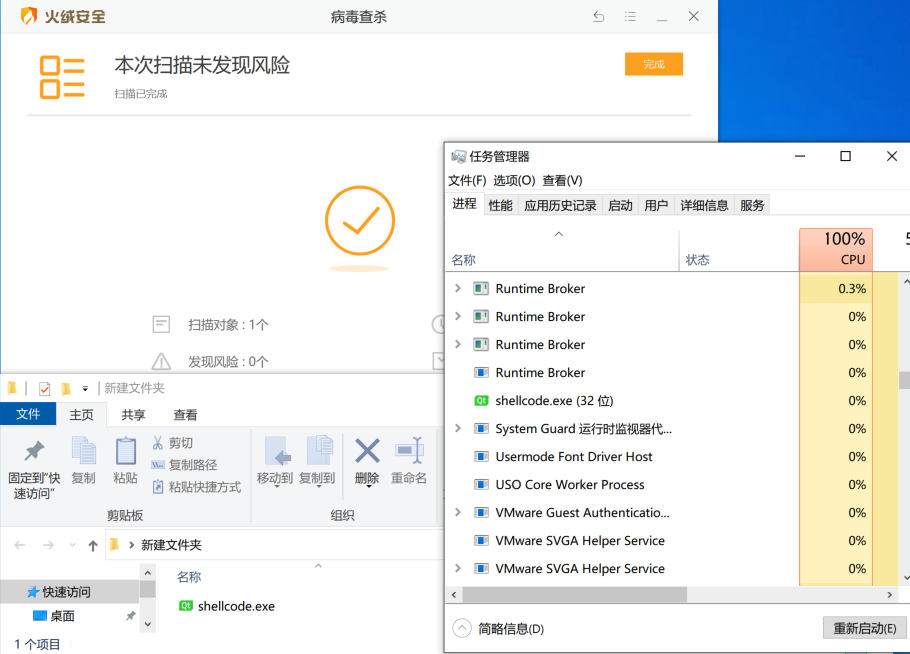 火绒安全
病毒查杀
本次扫描未发现风险
完成
扫描已完成
扫描对象 : 1个
发现风险 : 0个
任务管理器
文件(F) 选项(O) 查看(V)
进程 性能 应用历史记录 启动 用户 详细信息 服务
100%
名称 状态 CPU
Runtime Broker 0.3%
Runtime Broker 0%
Runtime Broker 0%
Runtime Broker 0%
shellcode.exe (32 位) 0%
System Guard 运行时监视器代... 0%
Usermode Font Driver Host 0%
USO Core Worker Process 0%
VMware Guest Authenticatio... 0%
VMware SVGA Helper Service 0%
VMware SVGA Helper Service 0%
简略信息(D)
重新启动(E)
新建文件夹
文件 主页 共享 查看
固定到"快速访问"
复制
粘贴
剪切
复制路径
粘贴快捷方式
剪贴板
移动到 复制到 删除 重命名
组织
新建文件夹
快速访问
桌面
名称
Qt shellcode.exe
1 个项目